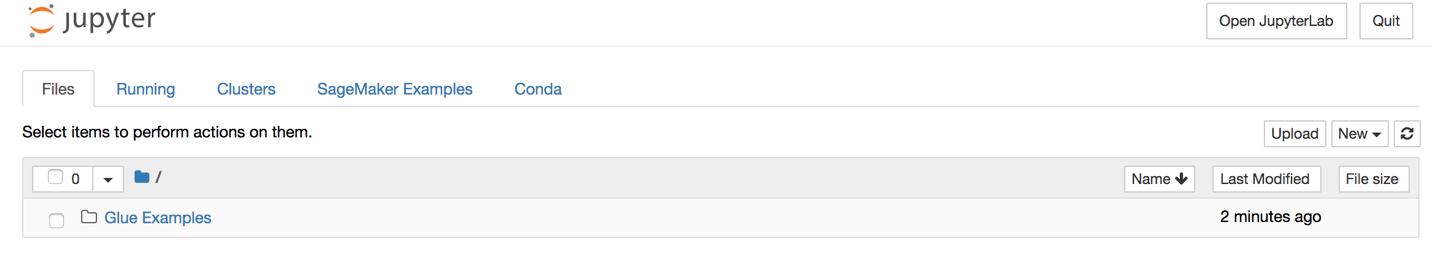 jupyter
Open JupyterLab
Quit
Files
Running
Clusters
SageMaker Examples
Conda
Select items to perform actions on them.
Upload
New
0
/
Name
Last Modified
File size
Glue Examples
2 minutes ago